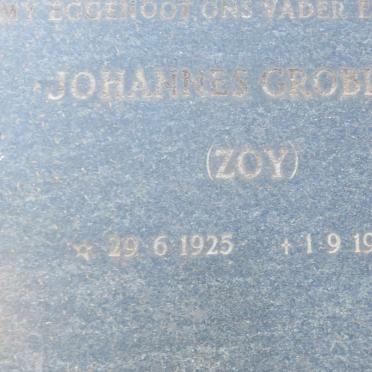 MY EGGENOOT, ONS VADER E
JOHANNES GROB
(ZOY)
☆ 29 6 1925 † 1 9 19